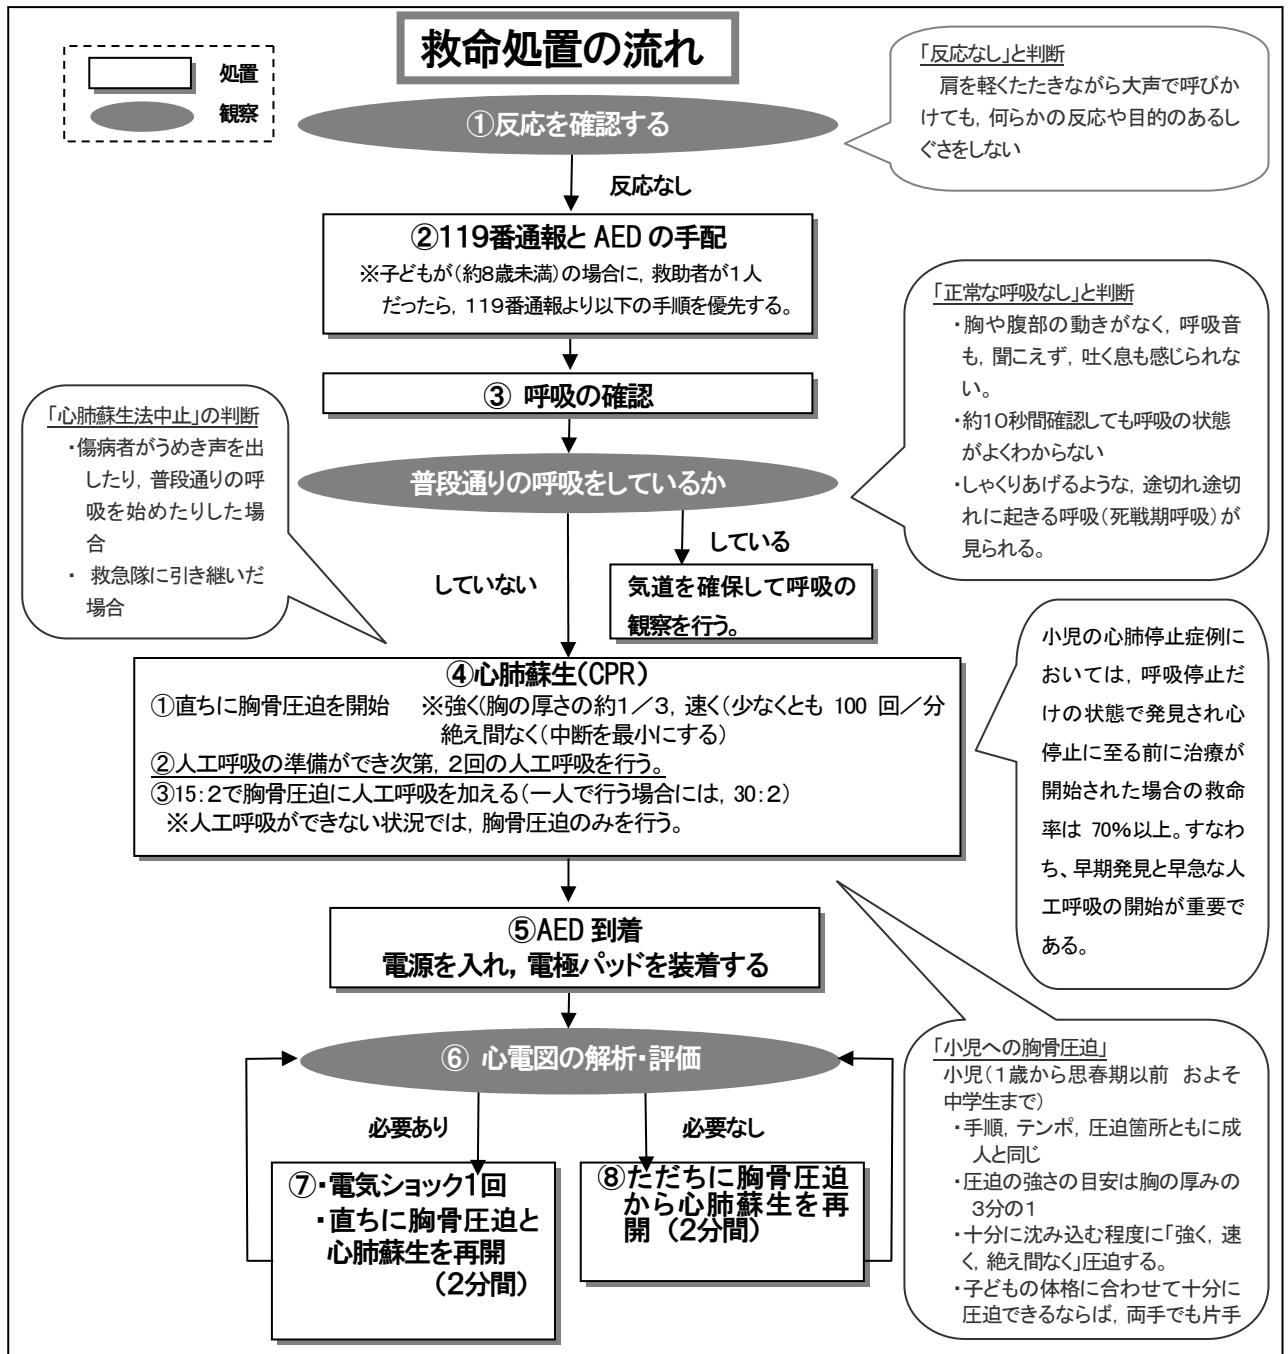 救命処置の流れ
処置
観察
「反応なし」と判断
肩を軽くたたきながら大声で呼びか
けても，何らかの反応や目的のあるし
ぐさをしない
①反応を確認する
反応なし
②119番通報と AED の手配
※子どもが（約8歳未満）の場合に，救助者が1人
だったら，119番通報より以下の手順を優先する。
「正常な呼吸なし」と判断
・胸や腹部の動きがなく，呼吸音
も，聞こえず，吐く息も感じられな
い。
・約10秒間確認しても呼吸の状態
がよくわからない
・しゃくりあげるような，途切れ途切
れに起きる呼吸（死戦期呼吸）が
見られる。
③ 呼吸の確認
「心肺蘇生法中止」の判断
・傷病者がうめき声を出
したり，普段通りの呼
吸を始めたりした場
合
・ 救急隊に引き継いだ
場合
普段通りの呼吸をしているか
している
していない
気道を確保して呼吸の
観察を行う。
小児の心肺停止症例に
おいては，呼吸停止だ
けの状態で発見され心
停止に至る前に治療が
開始された場合の救命
率は 70%以上。すなわ
ち、早期発見と早急な人
工呼吸の開始が重要で
ある。
④心肺蘇生（CPR）
①直ちに胸骨圧迫を開始 ※強く（胸の厚さの約1／3，速く（少なくとも 100 回／分
絶え間なく（中断を最小にする）
②人工呼吸の準備ができ次第，2回の人工呼吸を行う。
③15：2で胸骨圧迫に人工呼吸を加える（一人で行う場合には，30：2）
※人工呼吸ができない状況では，胸骨圧迫のみを行う。
⑤AED 到着
電源を入れ，電極パッドを装着する
⑥ 心電図の解析・評価
必要あり
必要なし
⑦・電気ショック1回
・直ちに胸骨圧迫と
心肺蘇生を再開
（2分間）
⑧ただちに胸骨圧迫
から心肺蘇生を再
開 （2分間）
「小児への胸骨圧迫」
小児（1歳から思春期以前 およそ
中学生まで）
・手順，テンポ，圧迫箇所ともに成
人と同じ
・圧迫の強さの目安は胸の厚みの
3分の1
・十分に沈み込む程度に「強く，速
く，絶え間なく」圧迫する。
・子どもの体格に合わせて十分に
圧迫できるならば，両手でも片手